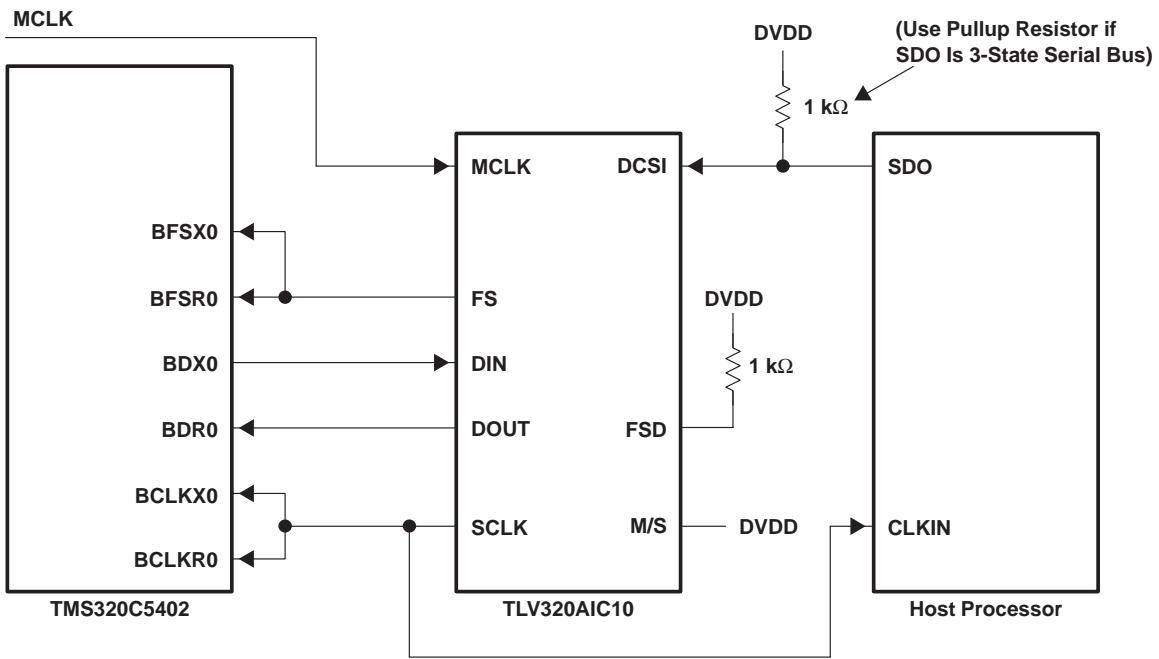 MCLK
DVDD
(Use Pullup Resistor if
SDO Is 3-State Serial Bus)
1 kΩ
MCLK
DCSI
SDO
BFSX0
BFSR0
FS
DVDD
BDX0
DIN
1 kΩ
BDR0
DOUT
FSD
BCLKX0
SCLK
M/S
DVDD
CLKIN
BCLKR0
TMS320C5402
TLV320AIC10
Host Processor